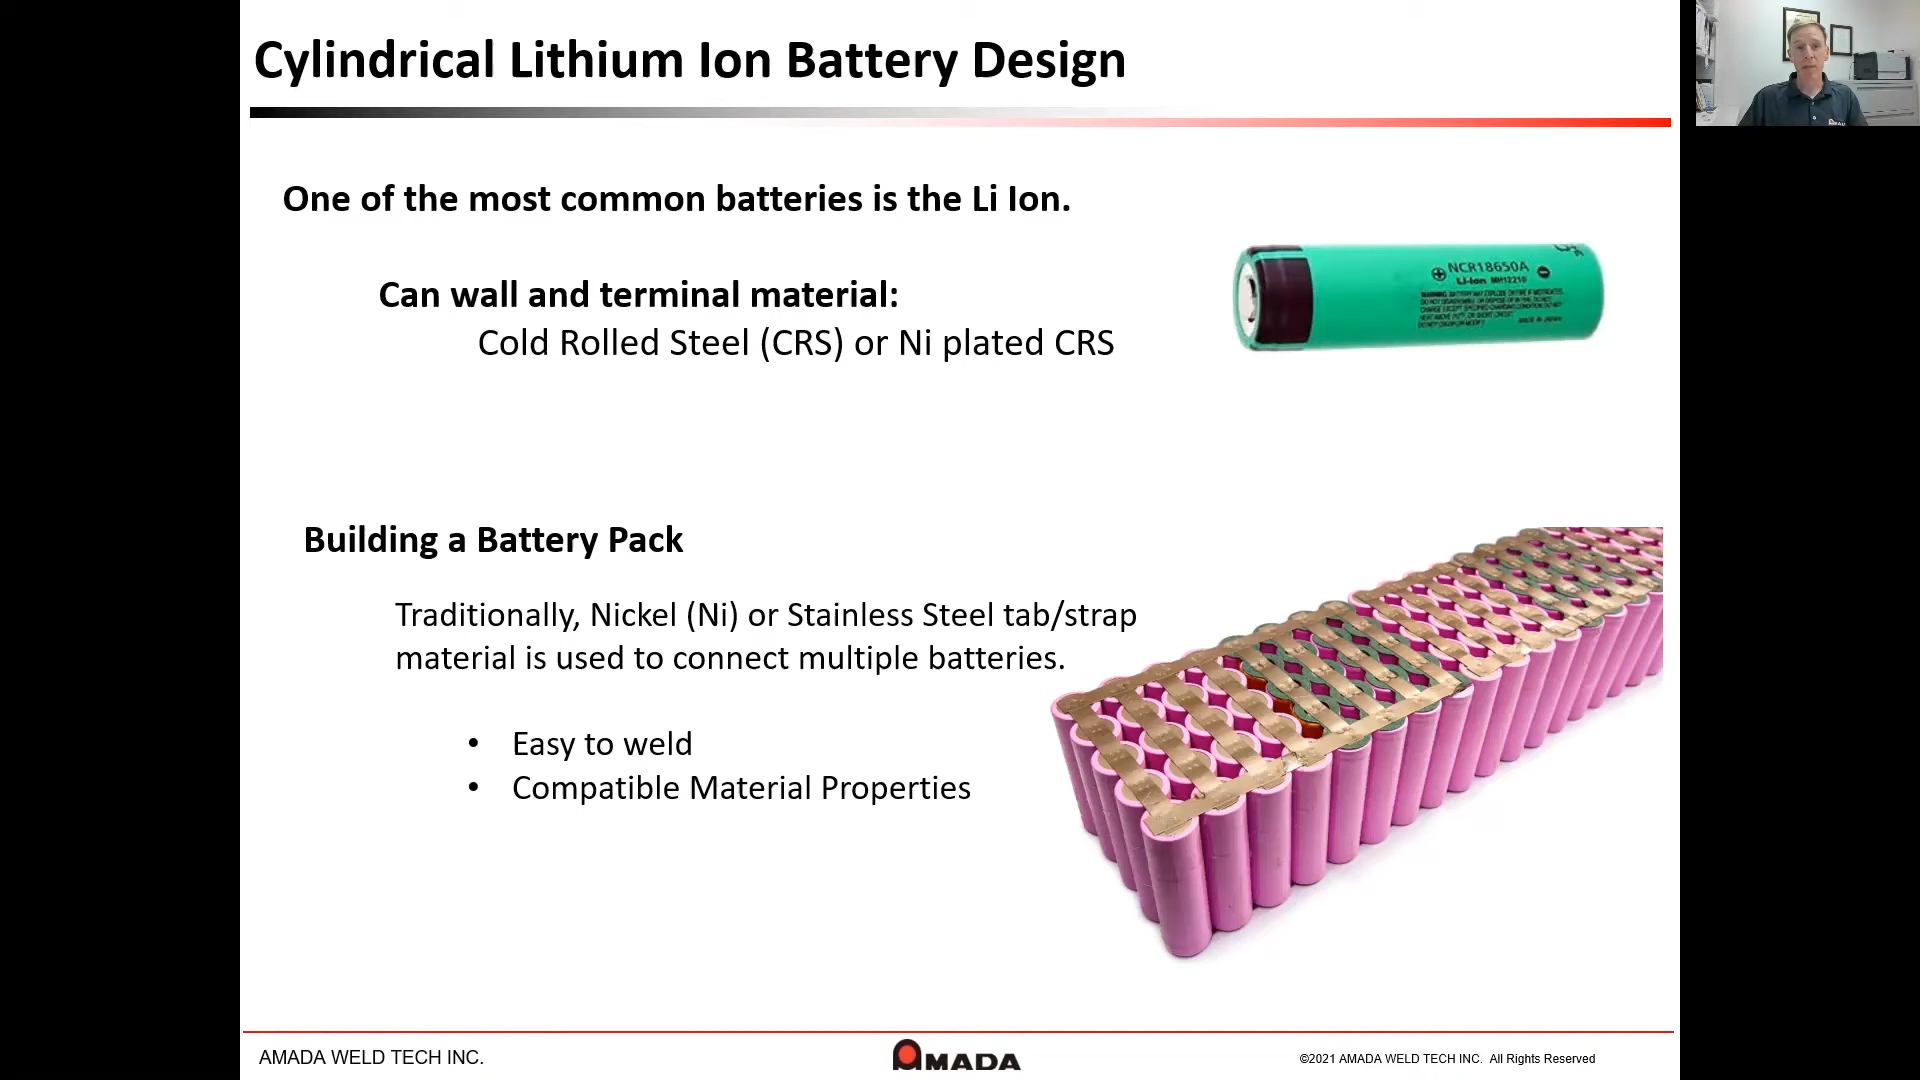 Cylindrical Lithium Ion Battery Design
One of the most common batteries is the Li Ion.
Can wall and terminal material:
Cold Rolled Steel (CRS) or Ni plated CRS
NCR18650A
Li-ion MH12210
Building a Battery Pack
Traditionally, Nickel (Ni) or Stainless Steel tab/strap
material is used to connect multiple batteries.
• Easy to weld
• Compatible Material Properties
AMADA WELD TECH INC.
AMADA
©2021 AMADA WELD TECH INC. All Rights Reserved